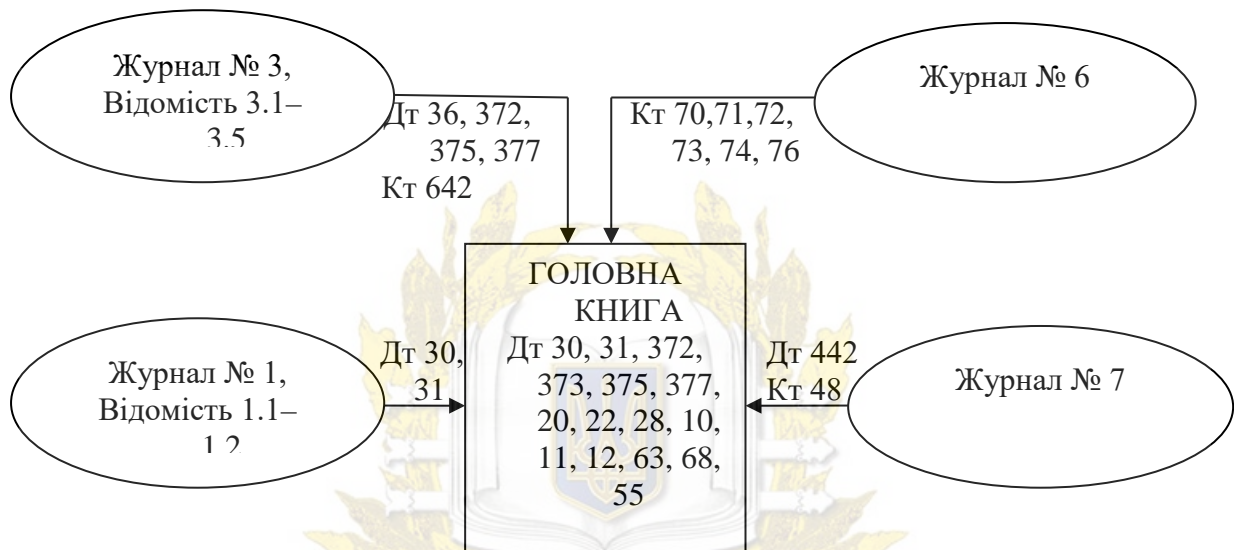 Журнал № 3,
Відомість 3.1–
3.5
Дт 36, 372,
375, 377
Кт 642
Кт 70,71,72,
73, 74, 76
Журнал № 6
Журнал № 1,
Відомість 1.1–
1.2
Дт 30,
31
ГОЛОВНА
КНИГА
Дт 30, 31, 372,
373, 375, 377,
20, 22, 28, 10,
11, 12, 63, 68,
55
Дт 442
Кт 48
Журнал № 7